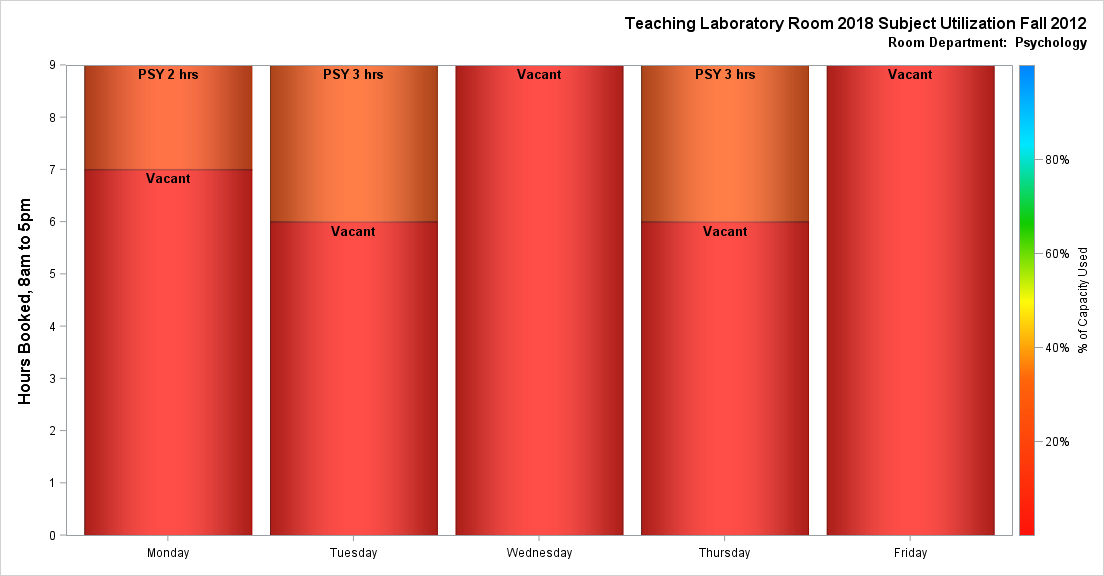 Teaching Laboratory Room 2018 Subject Utilization Fall 2012
Room Department: Psychology
Hours Booked, 8am to 5pm
9
8
7
6
5
4
3
2
1
0
PSY 2 hrs
Vacant
PSY 3 hrs
Vacant
Vacant
PSY 3 hrs
Vacant
Vacant
Monday
Tuesday
Wednesday
Thursday
Friday
80%
60%
40%
20%
% of Capacity Used